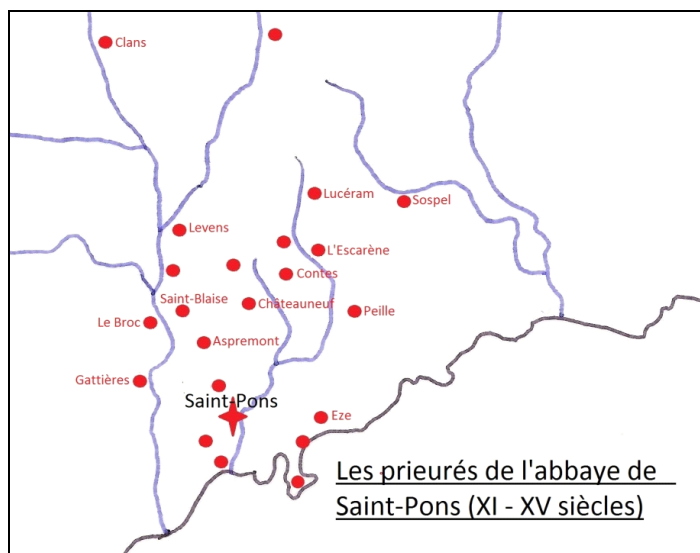 Clans
Lucéram
Sospel
Levens
L'Escarène
Contes
Saint-Blaise
Châteauneuf
Peille
Le Broc
Aspremont
Gattières
Saint-Pons
Eze
Les prieurés de l'abbaye de
Saint-Pons (XI - XV siècles)